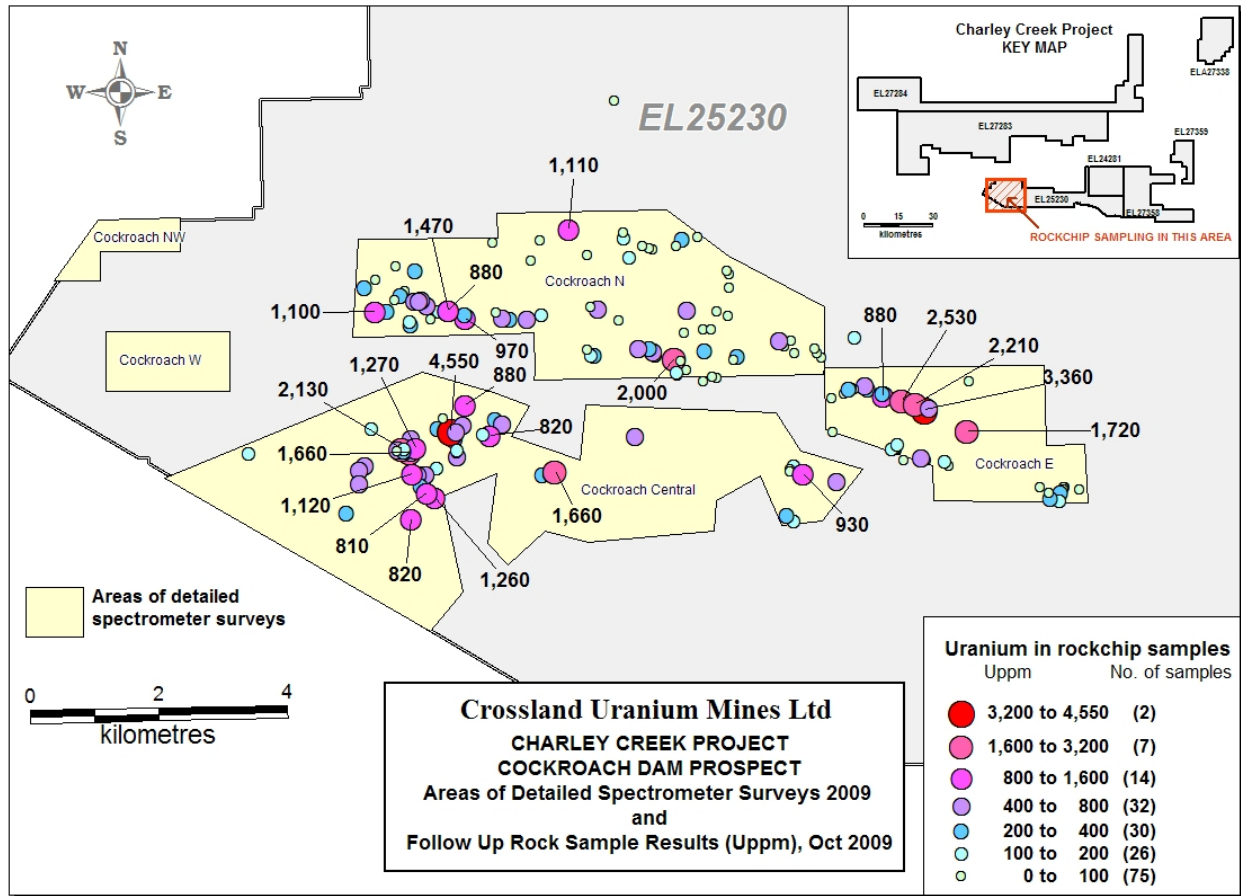 N
W E
S
EL25230
Charley Creek Project
KEY MAP
ELA27338
EL27284
EL27283
EL27359
EL24281
EL25230
EL27358
0 15 30
kilometres
ROCKCHIP SAMPLING IN THIS AREA
1,110
Cockroach NW
1,470
880
Cockroach N
1,100
970
880
2,530
2,210
3,360
Cockroach W
1,270
4,550
880
2,130
2,000
820
1,720
1,660
Cockroach E
Cockroach Central
1,120
1,660
930
810
820
1,260
Areas of detailed
spectrometer surveys
0 2 4
kilometres
Crossland Uranium Mines Ltd
CHARLEY CREEK PROJECT
COCKROACH DAM PROSPECT
Areas of Detailed Spectrometer Surveys 2009
and
Follow Up Rock Sample Results (Uppm), Oct 2009
Uranium in rockchip samples
Uppm No. of samples
3,200 to 4,550 (2)
1,600 to 3,200 (7)
800 to 1,600 (14)
400 to 800 (32)
200 to 400 (30)
100 to 200 (26)
0 to 100 (75)